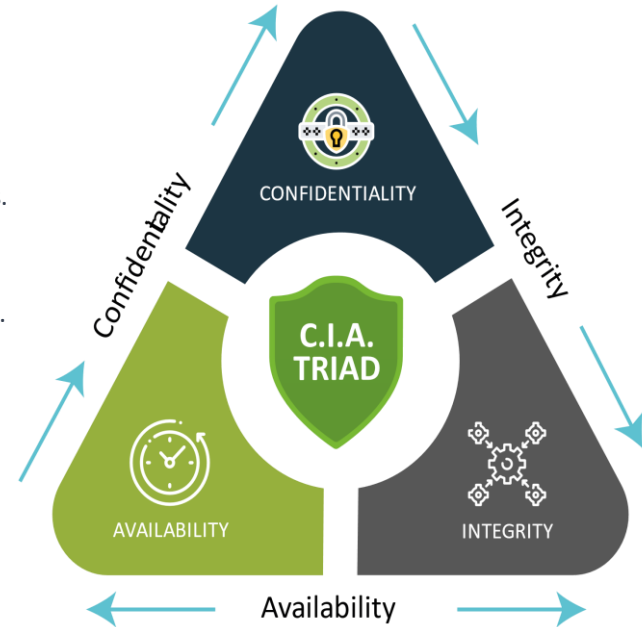 CONFIDENTIALITY
Confidentiality
Integrity
C.I.A.
TRIAD
AVAILABILITY
INTEGRITY
Availability